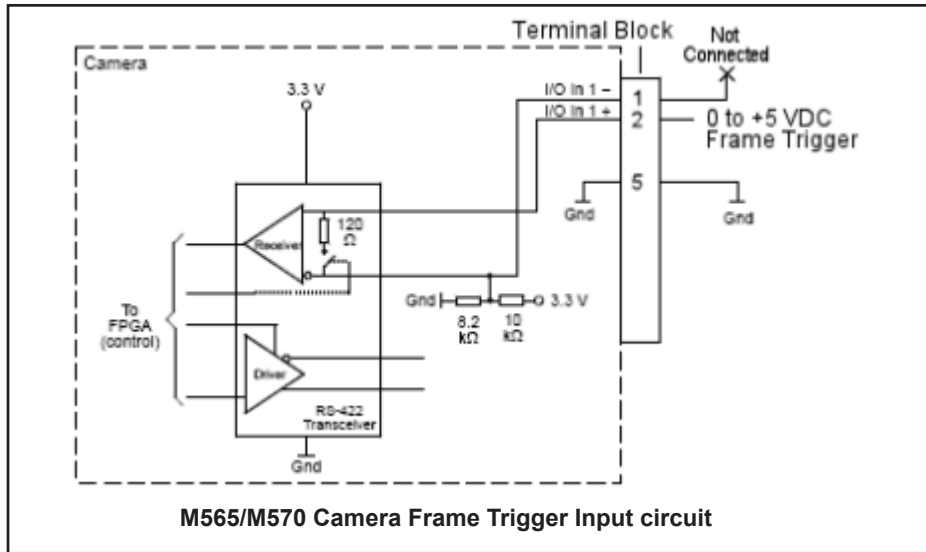 Terminal Block
Not
Connected
Camera
3.3 V
I/O In 1 –
1
I/O In 1 +
2
0 to +5 VDC
Frame Trigger
5
Gnd
Gnd
120
Ω
Receiver
Gnd
3.3 V
8.2
kΩ
10
kΩ
To
FPGA
(control)
Driver
RS-422
Transceiver
Gnd
M565/M570 Camera Frame Trigger Input circuit